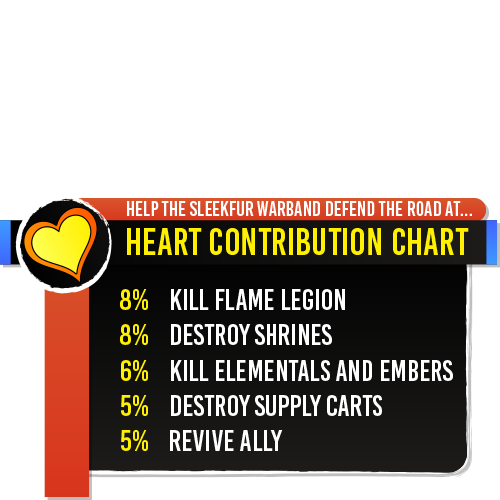 HELP THE SLEEKFUR WARBAND DEFEND THE ROAD AT...
HEART CONTRIBUTION CHART
8% KILL FLAME LEGION
8% DESTROY SHRINES
6% KILL ELEMENTALS AND EMBERS
5% DESTROY SUPPLY CARTS
5% REVIVE ALLY